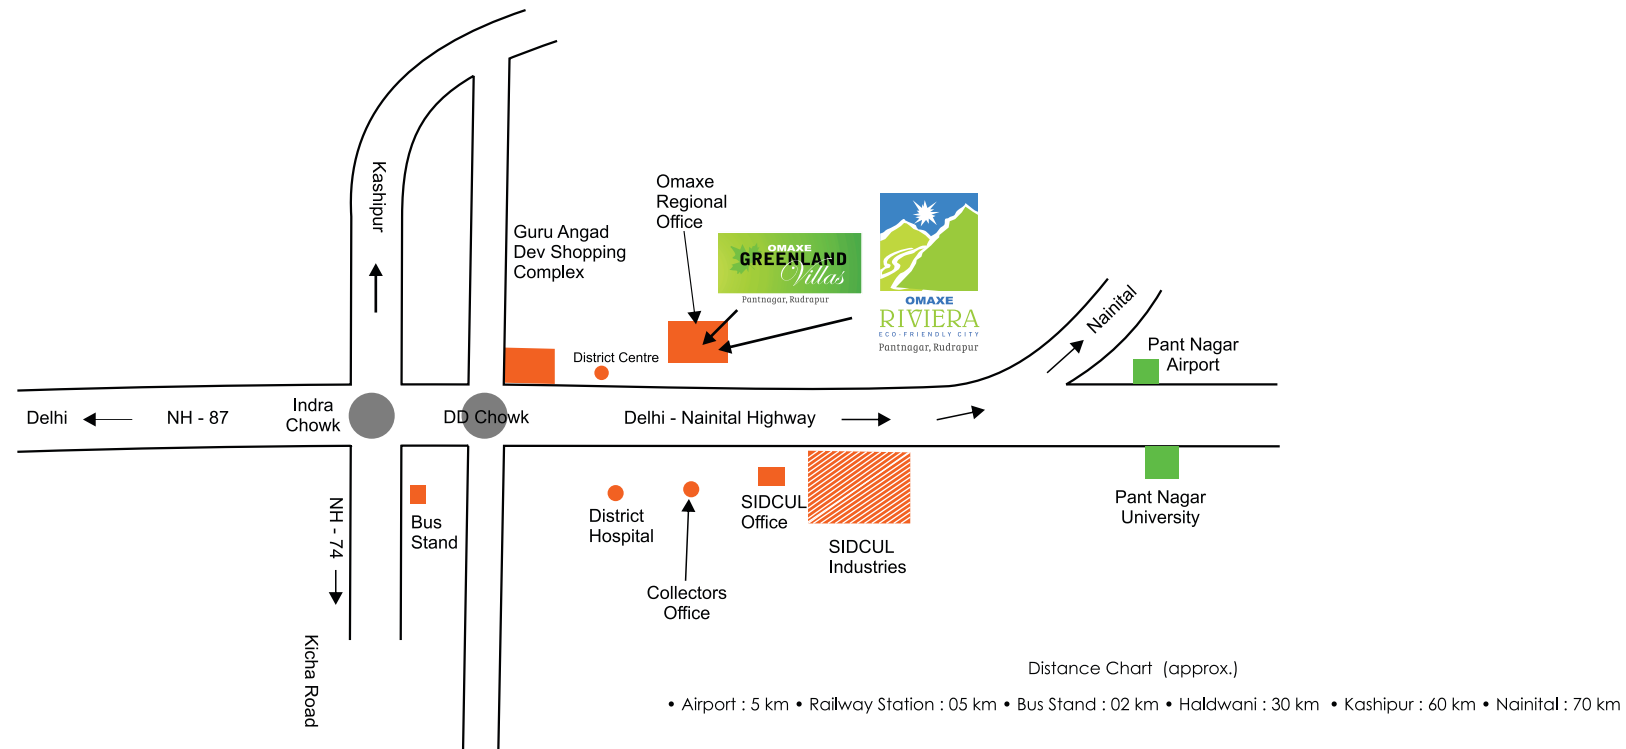 Kashipur
Omaxe
Regional
Office
Guru Angad
Dev Shopping
Complex
OMAXE
GREENLAND
Villas
Pantnagar, Rudrapur
OMAXE
RIVIERA
ECO-FRIENDLY CITY
Pantnagar, Rudrapur
Nainital
District Centre
Pant Nagar
Airport
Delhi
NH - 87
Indra
Chowk
DD Chowk
Delhi - Nainital Highway
NH - 74
Bus
Stand
District
Hospital
SIDCUL
Office
SIDCUL
Industries
Pant Nagar
University
Collectors
Office
Kicha Road
Distance Chart (approx.)
• Airport : 5 km • Railway Station : 05 km • Bus Stand : 02 km • Haldwani : 30 km • Kashipur : 60 km • Nainital : 70 km